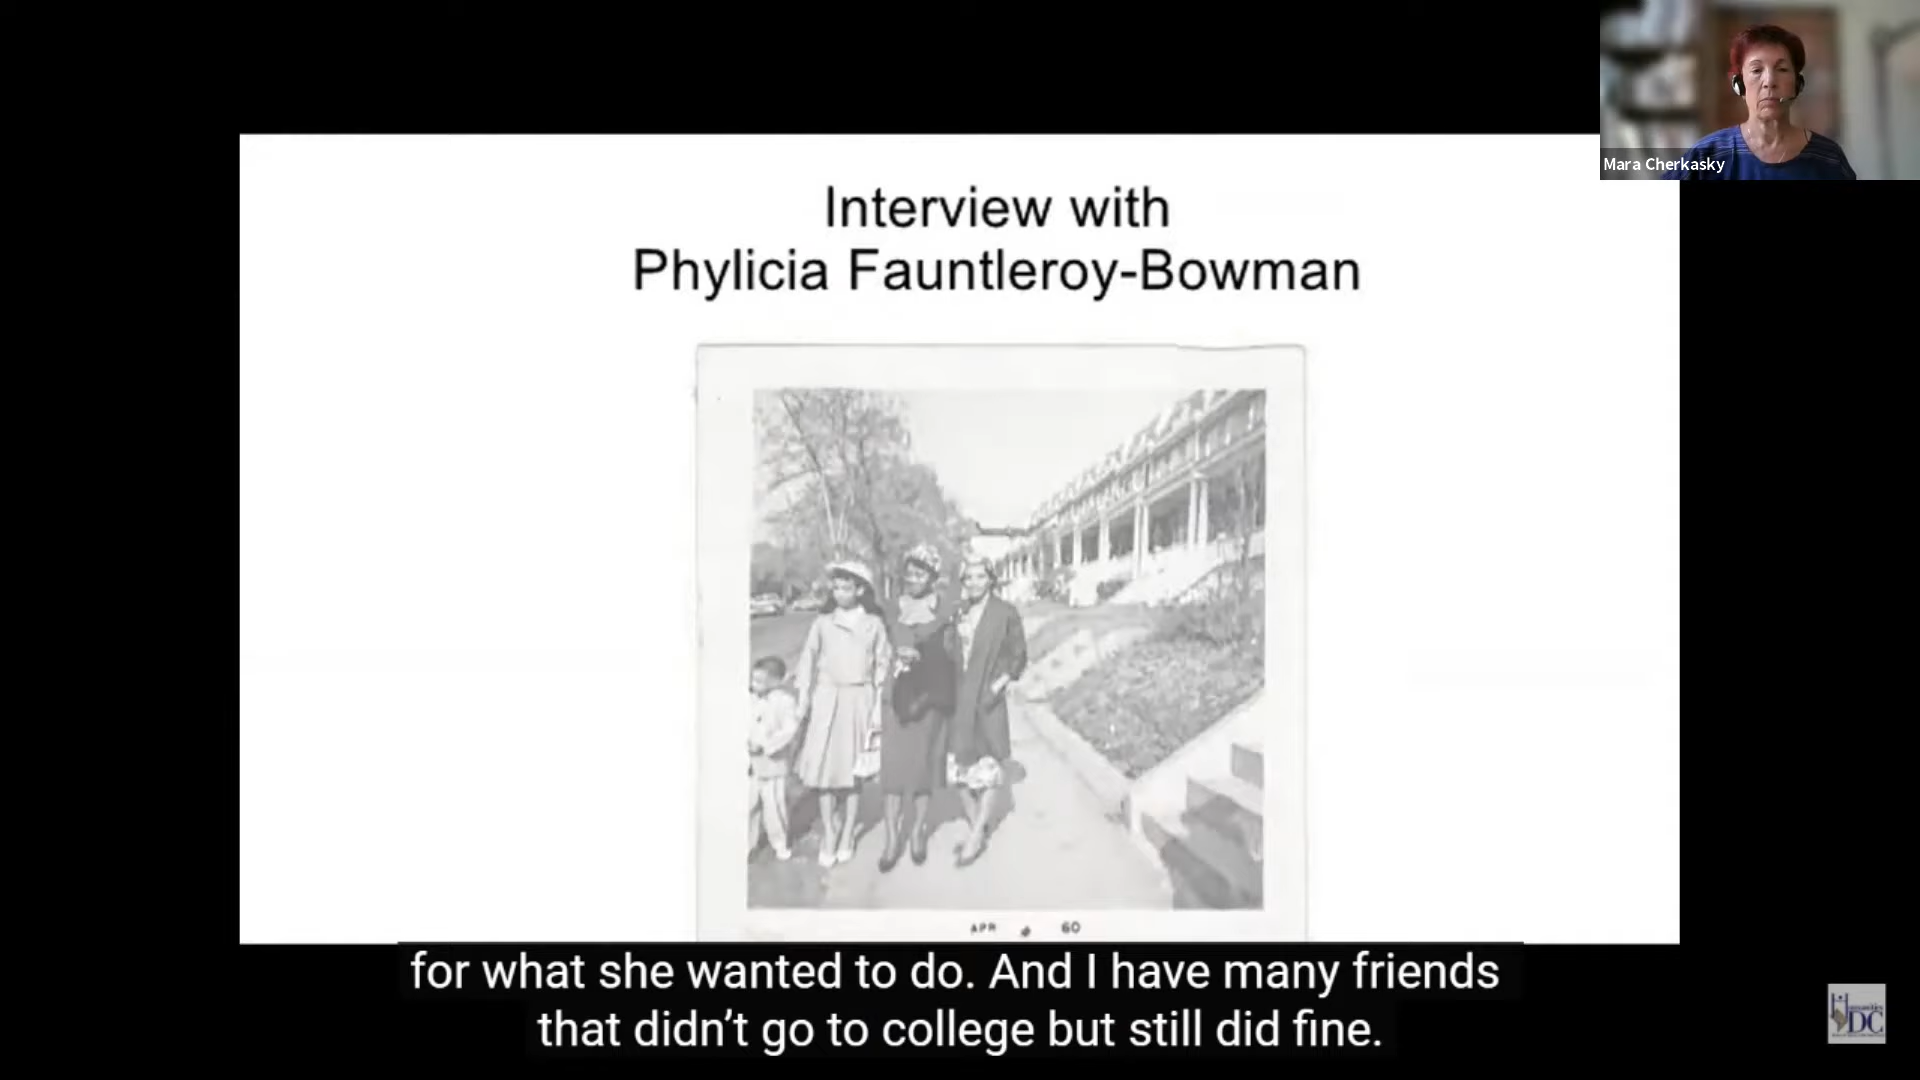 Interview with
Phylicia Fauntleroy-Bowman
Mara Cherkasky
APR 60
for what she wanted to do. And I have many friends
that didn’t go to college but still did fine.
DC